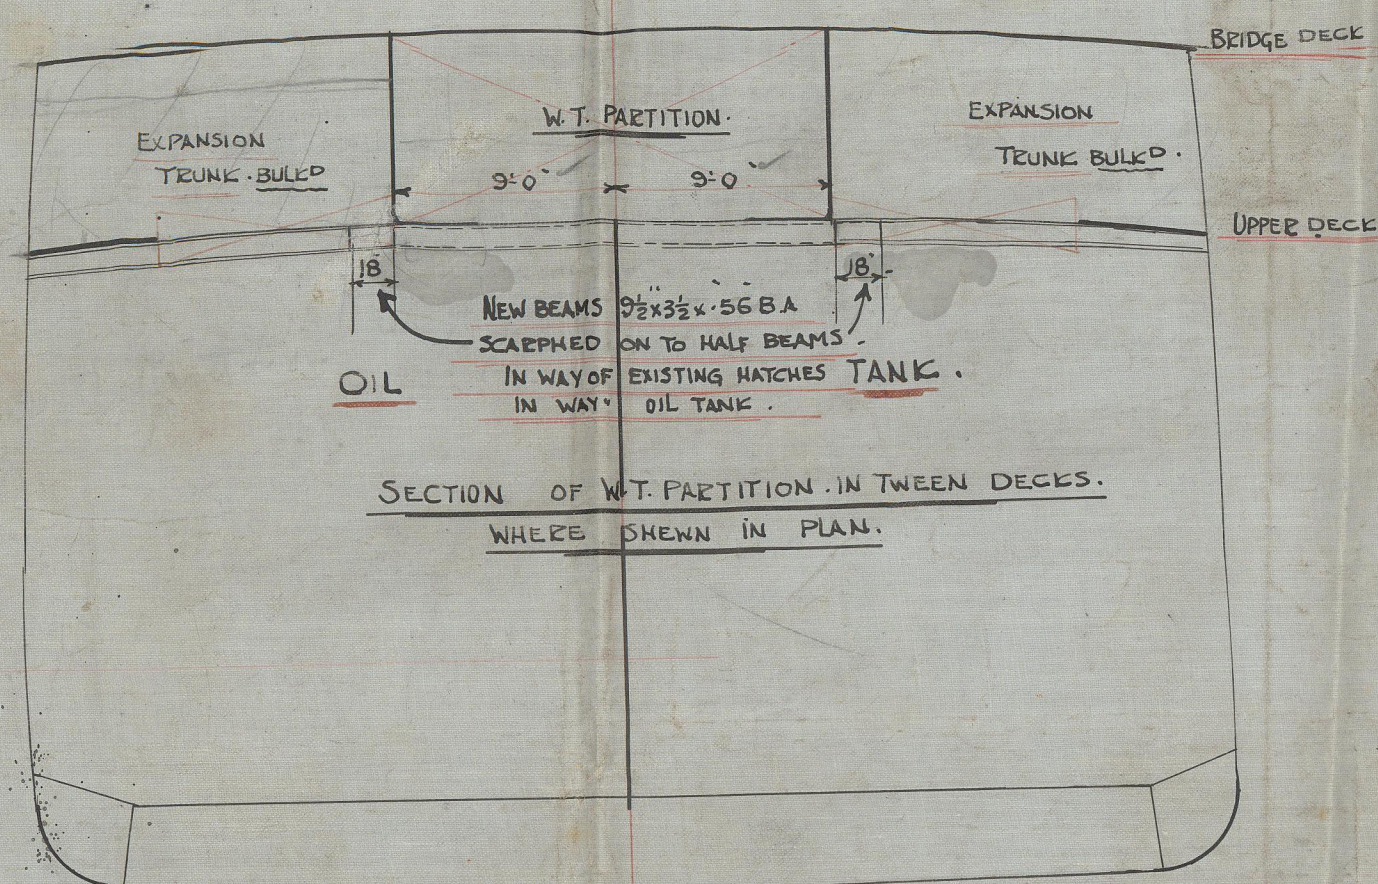 BRIDGE DECK
W.T. PARTITION.
EXPANSION
TRUNK. BULKD
EXPANSION
TRUNK BULKD.
9'-0"
9'-0"
UPPER DECK
18"
18"
NEW BEAMS 9½"x3½"x.56 B.A
SCARPHED ON TO HALF BEAMS.
IN WAY OF EXISTING HATCHES
IN WAY. OIL TANK.
OIL
TANK.
SECTION OF W.T. PARTITION. IN TWEEN DECKS.
WHERE SHEWN IN PLAN.